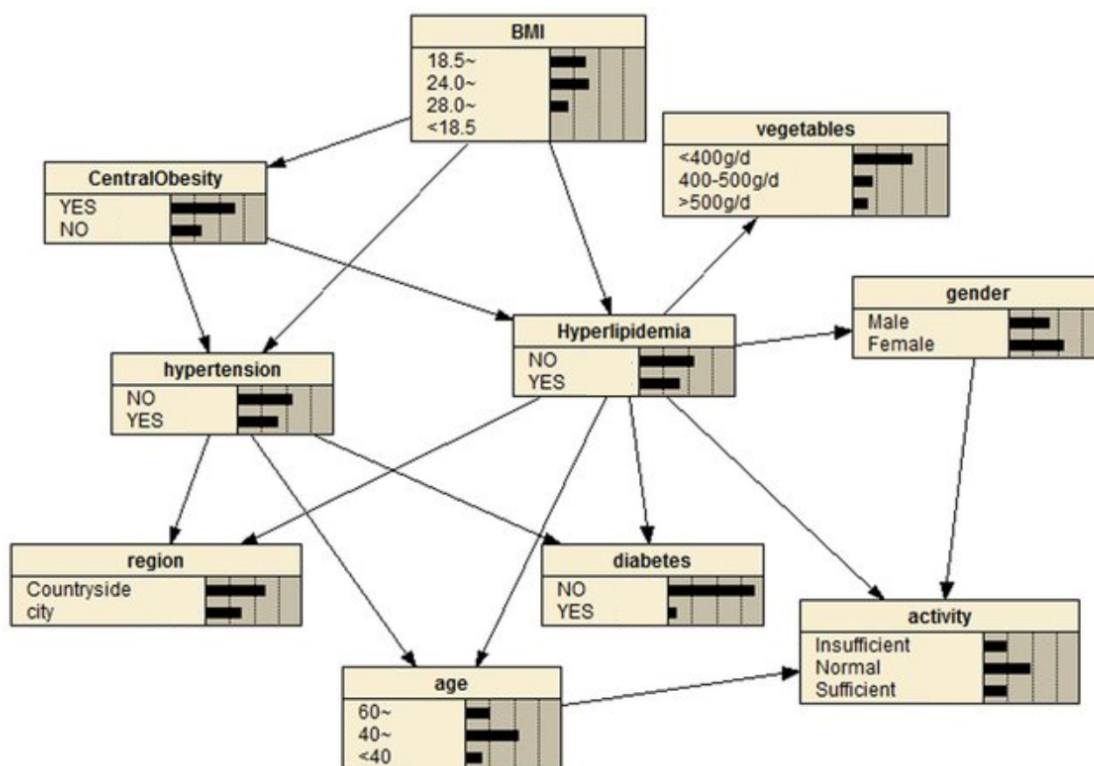 BMI
18.5~
24.0~
28.0~
<18.5
vegetables
<400g/d
400-500g/d
>500g/d
CentralObesity
YES
NO
gender
Male
Female
Hyperlipidemia
NO
YES
hypertension
NO
YES
region
Countryside
city
diabetes
NO
YES
activity
Insufficient
Normal
Sufficient
age
60~
40~
<40